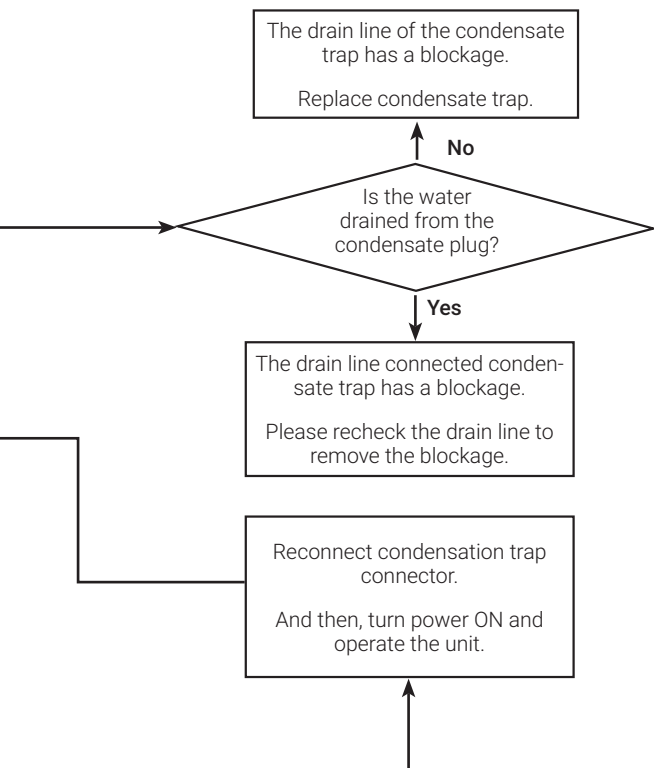 The drain line of the condensate
trap has a blockage.
Replace condensate trap.
No
Is the water
drained from the
condensate plug?
Yes
The drain line connected conden-
sate trap has a blockage.
Please recheck the drain line to
remove the blockage.
Reconnect condensation trap
connector.
And then, turn power ON and
operate the unit.